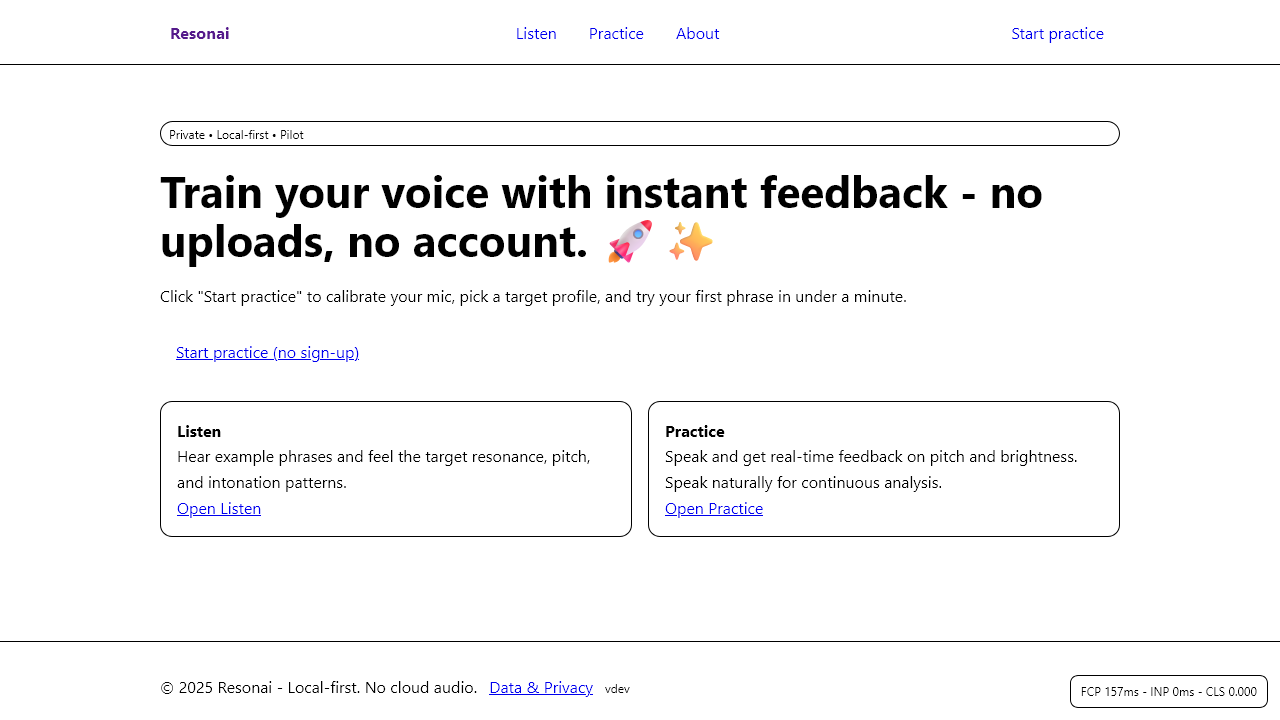 Resonai
Listen
Practice
About
Start practice
Private • Local-first • Pilot
Train your voice with instant feedback - no
uploads, no account. 🚀 ✨
Click "Start practice" to calibrate your mic, pick a target profile, and try your first phrase in under a minute.
Start practice (no sign-up)
Listen
Hear example phrases and feel the target resonance, pitch,
and intonation patterns.
Open Listen
Practice
Speak and get real-time feedback on pitch and brightness.
Speak naturally for continuous analysis.
Open Practice
© 2025 Resonai - Local-first. No cloud audio. Data & Privacy vdev
FCP 157ms - INP 0ms - CLS 0.000